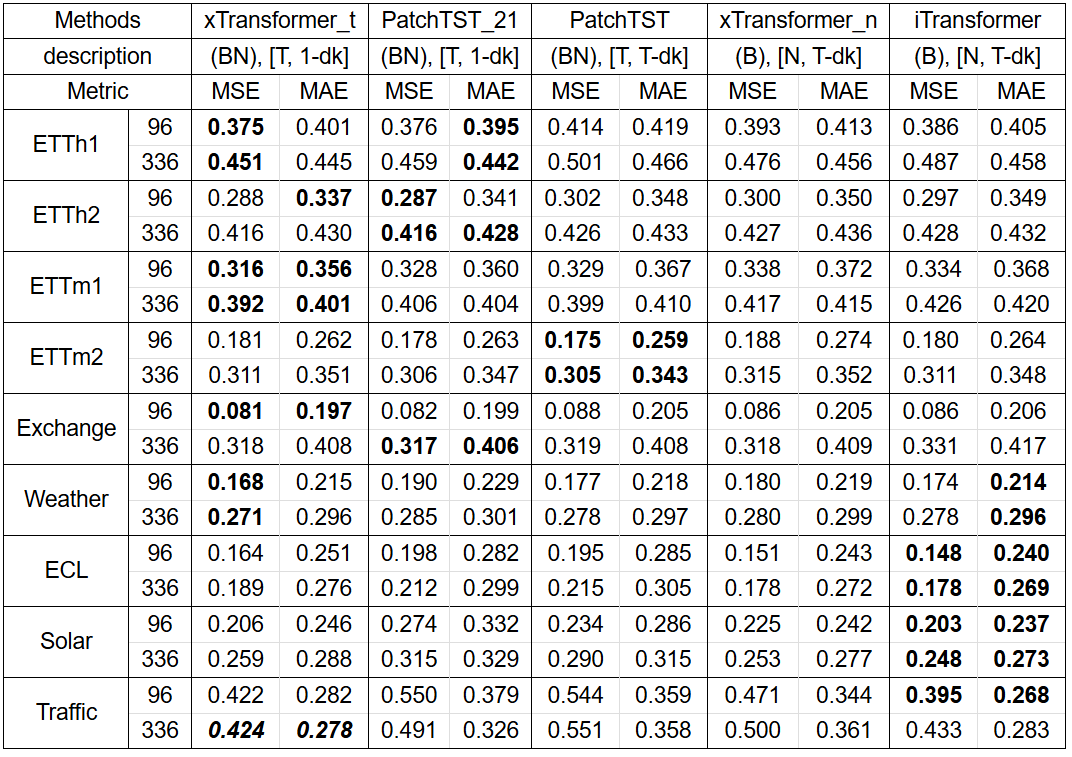 Methods xTransformer_t PatchTST_21 PatchTST xTransformer_n iTransformer
description (BN), [T, 1-dk] (BN), [T, 1-dk] (BN), [T, T-dk] (B), [N, T-dk] (B), [N, T-dk]
Metric MSE MAE MSE MAE MSE MAE MSE MAE MSE MAE
ETTh1 96 0.375 0.401 0.376 0.395 0.414 0.419 0.393 0.413 0.386 0.405
336 0.451 0.445 0.459 0.442 0.501 0.466 0.476 0.456 0.487 0.458
ETTh2 96 0.288 0.337 0.287 0.341 0.302 0.348 0.300 0.350 0.297 0.349
336 0.416 0.430 0.416 0.428 0.426 0.433 0.427 0.436 0.428 0.432
ETTm1 96 0.316 0.356 0.328 0.360 0.329 0.367 0.338 0.372 0.334 0.368
336 0.392 0.401 0.406 0.404 0.399 0.410 0.417 0.415 0.426 0.420
ETTm2 96 0.181 0.262 0.178 0.263 0.175 0.259 0.188 0.274 0.180 0.264
336 0.311 0.351 0.306 0.347 0.305 0.343 0.315 0.352 0.311 0.348
Exchange 96 0.081 0.197 0.082 0.199 0.088 0.205 0.086 0.205 0.086 0.206
336 0.318 0.408 0.317 0.406 0.319 0.408 0.318 0.409 0.331 0.417
Weather 96 0.168 0.215 0.190 0.229 0.177 0.218 0.180 0.219 0.174 0.214
336 0.271 0.296 0.285 0.301 0.278 0.297 0.280 0.299 0.278 0.296
ECL 96 0.164 0.251 0.198 0.282 0.195 0.285 0.151 0.243 0.148 0.240
336 0.189 0.276 0.212 0.299 0.215 0.305 0.178 0.272 0.178 0.269
Solar 96 0.206 0.246 0.274 0.332 0.234 0.286 0.225 0.242 0.203 0.237
336 0.259 0.288 0.315 0.329 0.290 0.315 0.253 0.277 0.248 0.273
Traffic 96 0.422 0.282 0.550 0.379 0.544 0.359 0.471 0.344 0.395 0.268
336 0.424 0.278 0.491 0.326 0.551 0.358 0.500 0.361 0.433 0.283